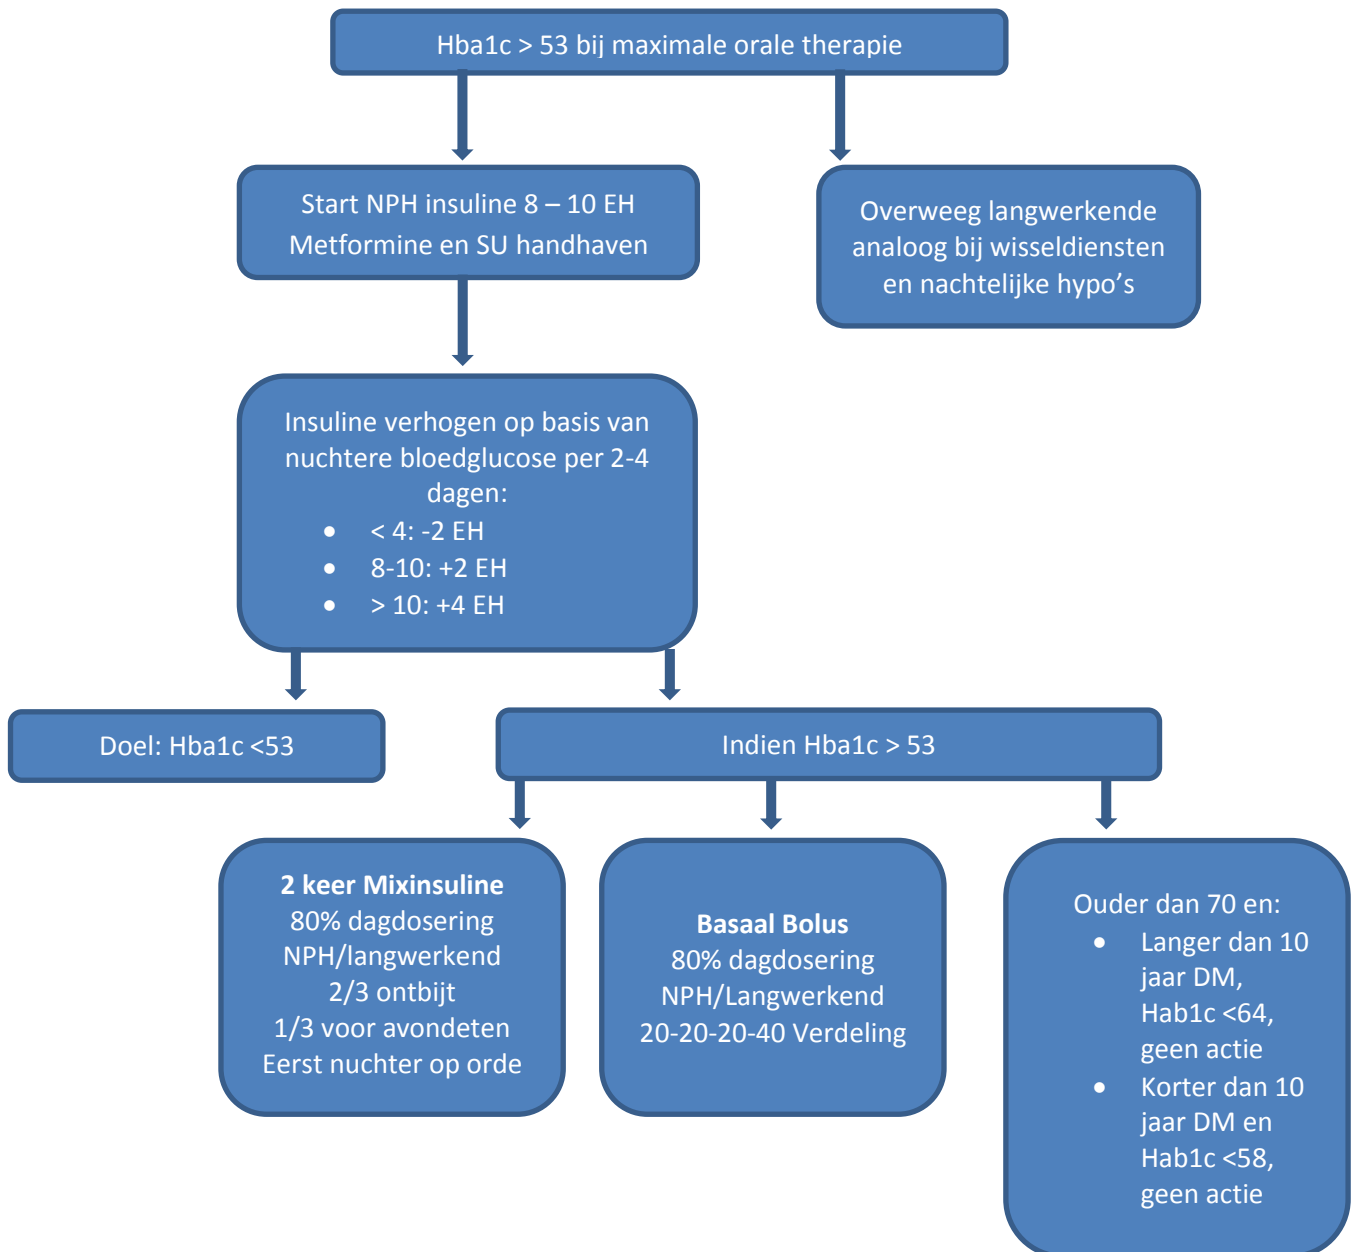 Hba1c > 53 bij maximale orale therapie
Start NPH insuline 8 – 10 EH
Metformine en SU handhaven
Overweeg langwerkende
analoog bij wisseldiensten
en nachtelijke hypo’s
Insuline verhogen op basis van
nuchtere bloedglucose per 2-4
dagen:
• < 4: -2 EH
• 8-10: +2 EH
• > 10: +4 EH
Doel: Hba1c <53
Indien Hba1c > 53
2 keer Mixinsuline
80% dagdosering
NPH/langwerkend
2/3 ontbijt
1/3 voor avondeten
Eerst nuchter op orde
Basaal Bolus
80% dagdosering
NPH/Langwerkend
20-20-20-40 Verdeling
Ouder dan 70 en:
• Langer dan 10
jaar DM,
Hab1c <64,
geen actie
• Korter dan 10
jaar DM en
Hab1c <58,
geen actie